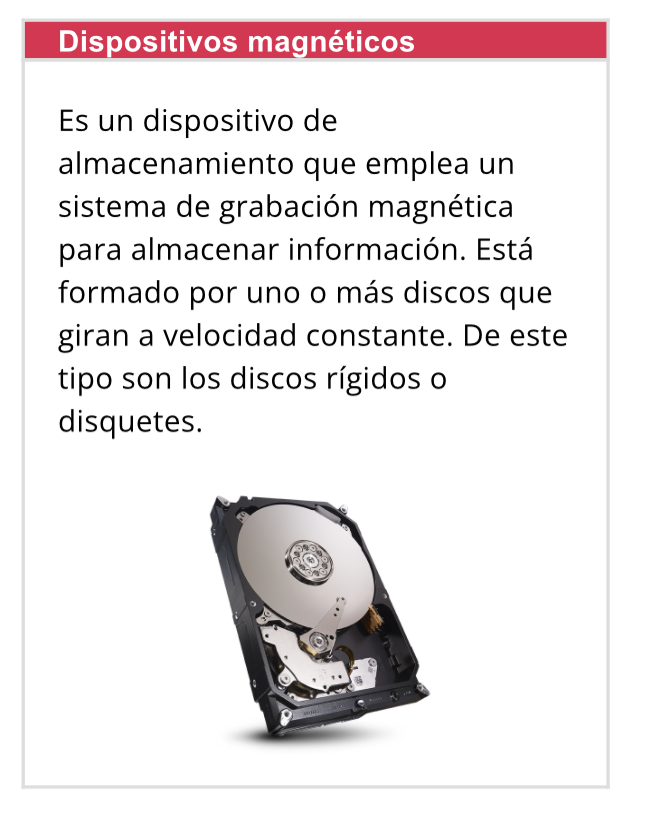 Dispositivos magnéticos
Es un dispositivo de
almacenamiento que emplea un
sistema de grabación magnética
para almacenar información. Está
formado por uno o más discos que
giran a velocidad constante. De este
tipo son los discos rígidos o
disquetes.